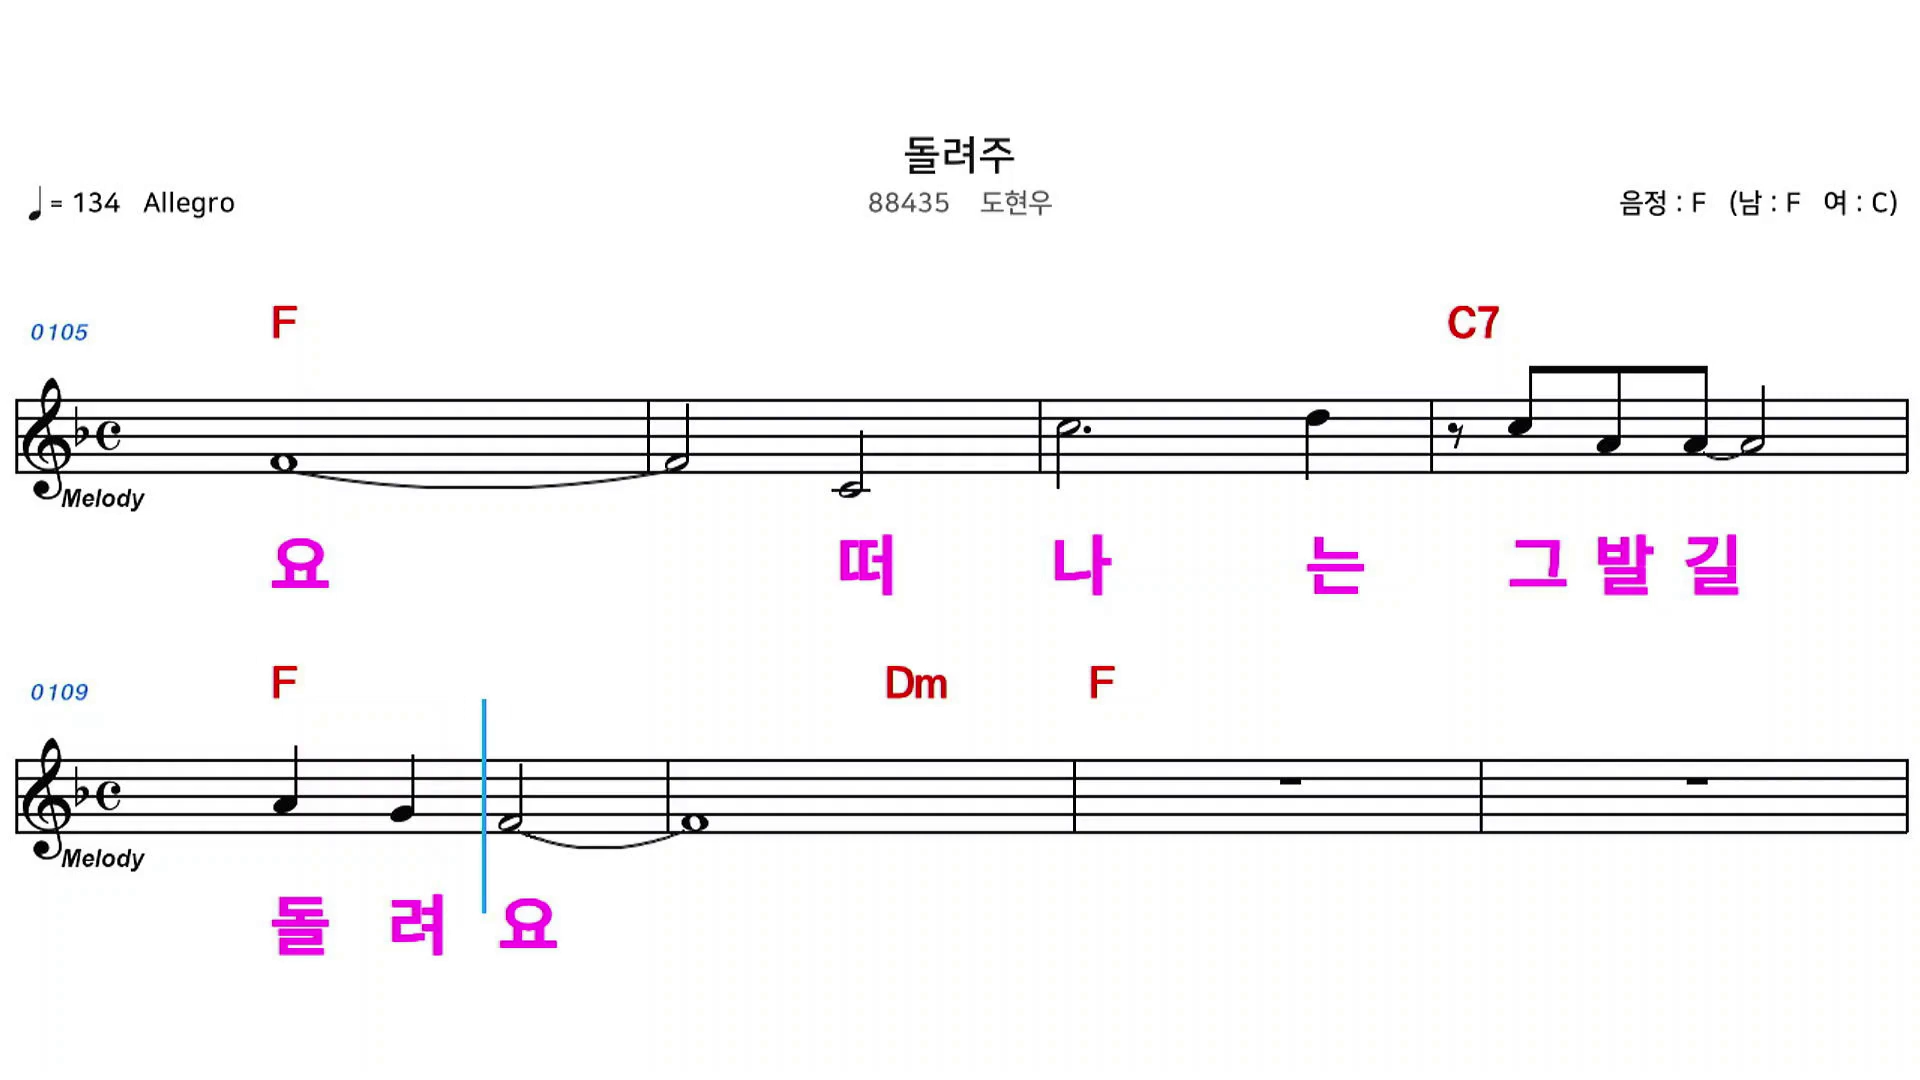 돌려주
♩= 134 Allegro
88435 도현우
음정 : F (남 : F 여 : C)
0105 F C7
Melody
요 떠 나 는 그 발 길
0109 F Dm F
Melody
돌 려 요